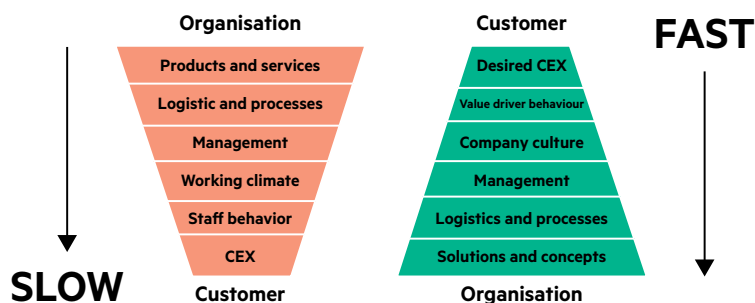 Organisation
Products and services
Logistic and processes
Management
Working climate
Staff behavior
CEX
Customer
SLOW
Customer
Desired CEX
Value driver behaviour
Company culture
Management
Logistics and processes
Solutions and concepts
Organisation
FAST